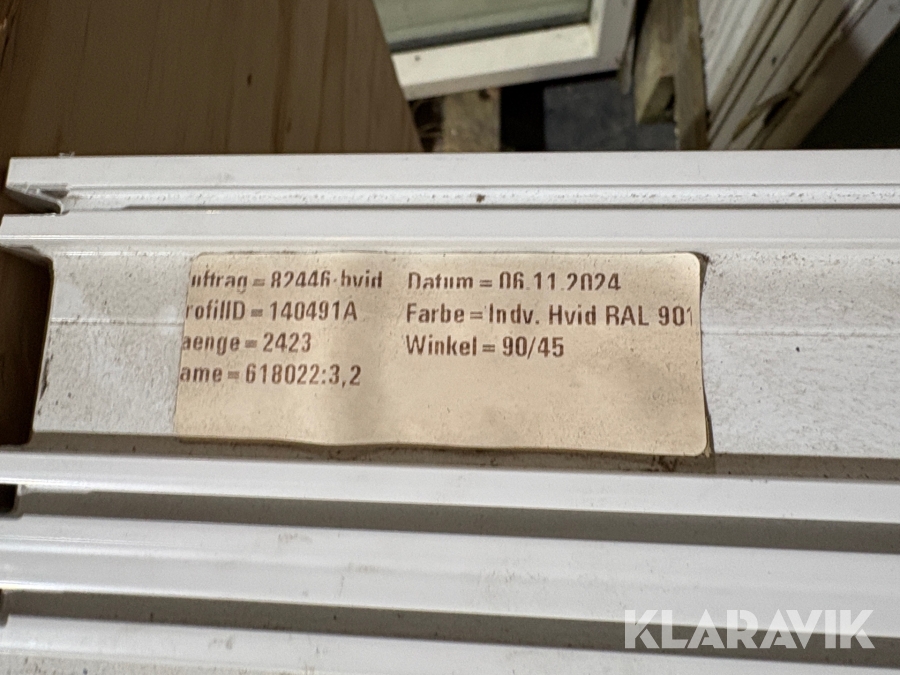 uftrag = 82446-hvid Datum = 06.11.2024
rofilID = 140491A Farbe = Indv. Hvid RAL 901
aenge = 2423 Winkel = 90/45
ame = 618022:3,2
KLARAVIK